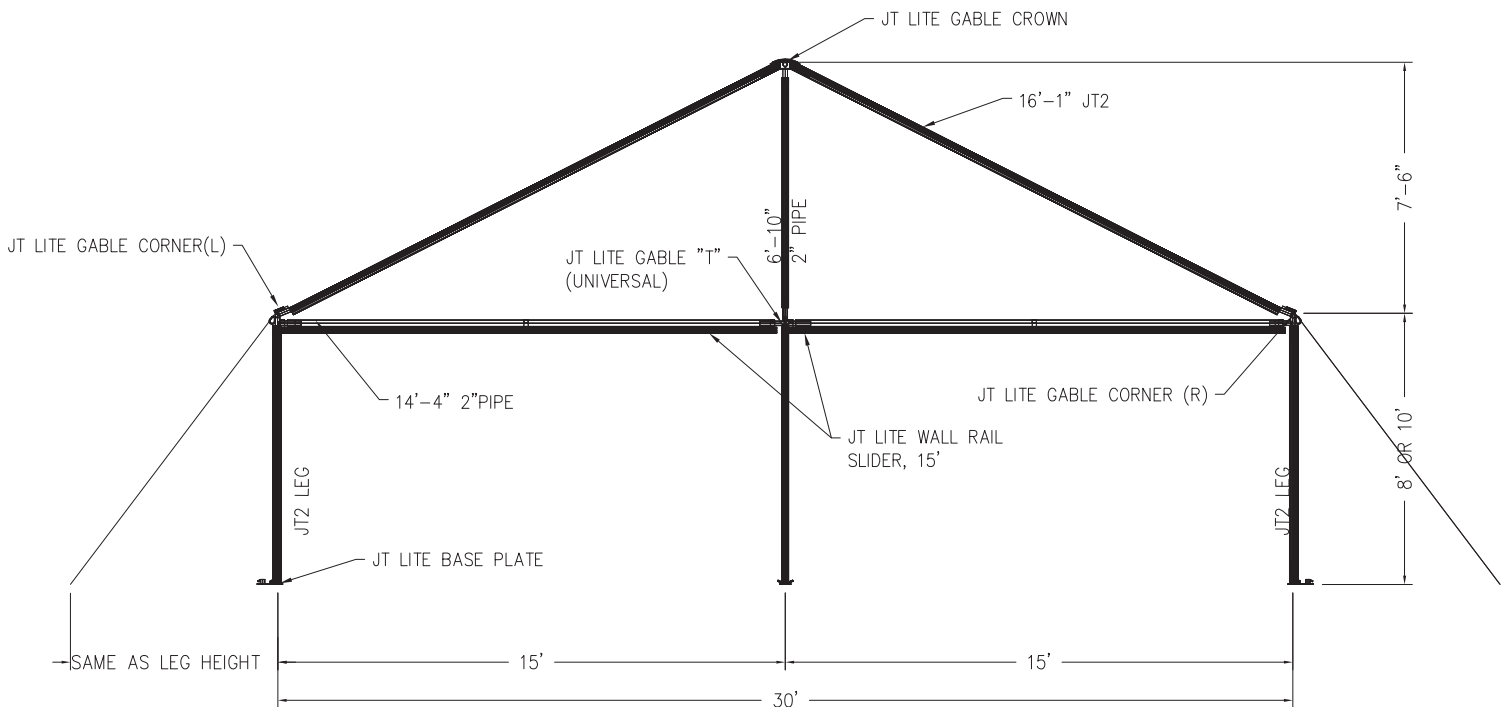 JT LITE GABLE CROWN
16'-1" JT2
7'-6"
JT LITE GABLE CORNER(L)
JT LITE GABLE "T"
(UNIVERSAL)
6'-10"
2" PIPE
14'-4" 2"PIPE
JT LITE GABLE CORNER (R)
JT LITE WALL RAIL
SLIDER, 15'
8' OR 10'
JT2 LEG
JT2 LEG
JT LITE BASE PLATE
SAME AS LEG HEIGHT
15'
15'
30'